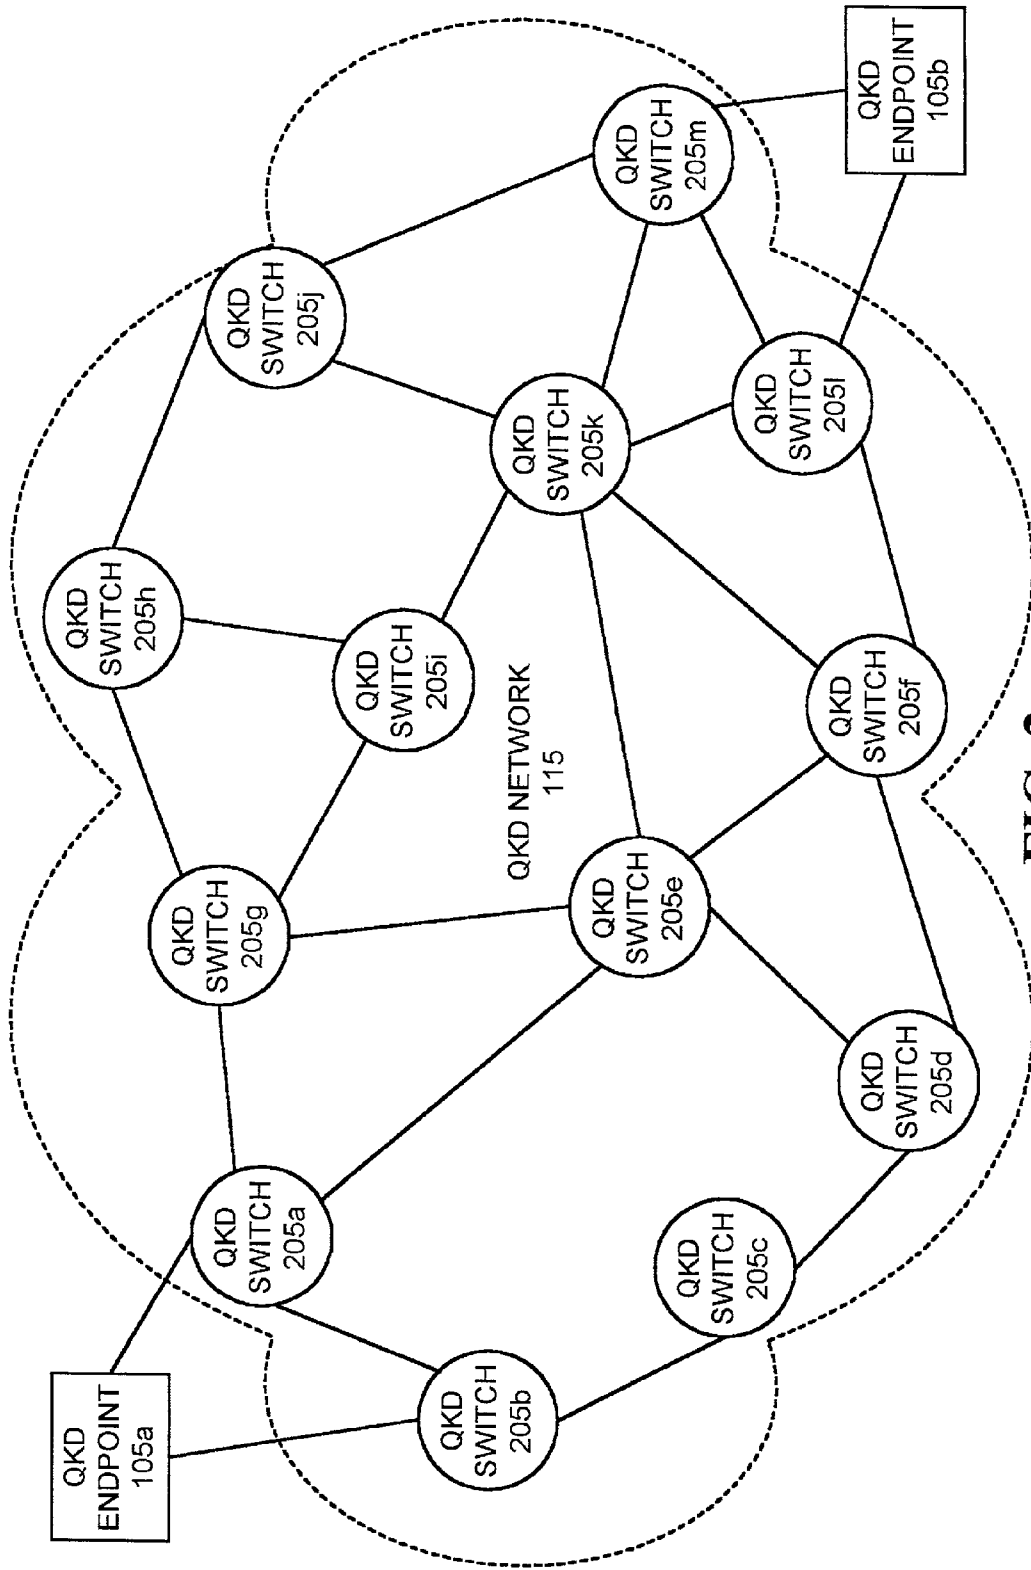 QKD
ENDPOINT
105a
QKD
SWITCH
205a
QKD
SWITCH
205b
QKD
SWITCH
205c
QKD
SWITCH
205d
QKD
SWITCH
205e
QKD
SWITCH
205f
QKD
SWITCH
205g
QKD
SWITCH
205h
QKD
SWITCH
205i
QKD NETWORK
115
QKD
SWITCH
205j
QKD
SWITCH
205k
QKD
SWITCH
205l
QKD
SWITCH
205m
QKD
ENDPOINT
105b
FIG.